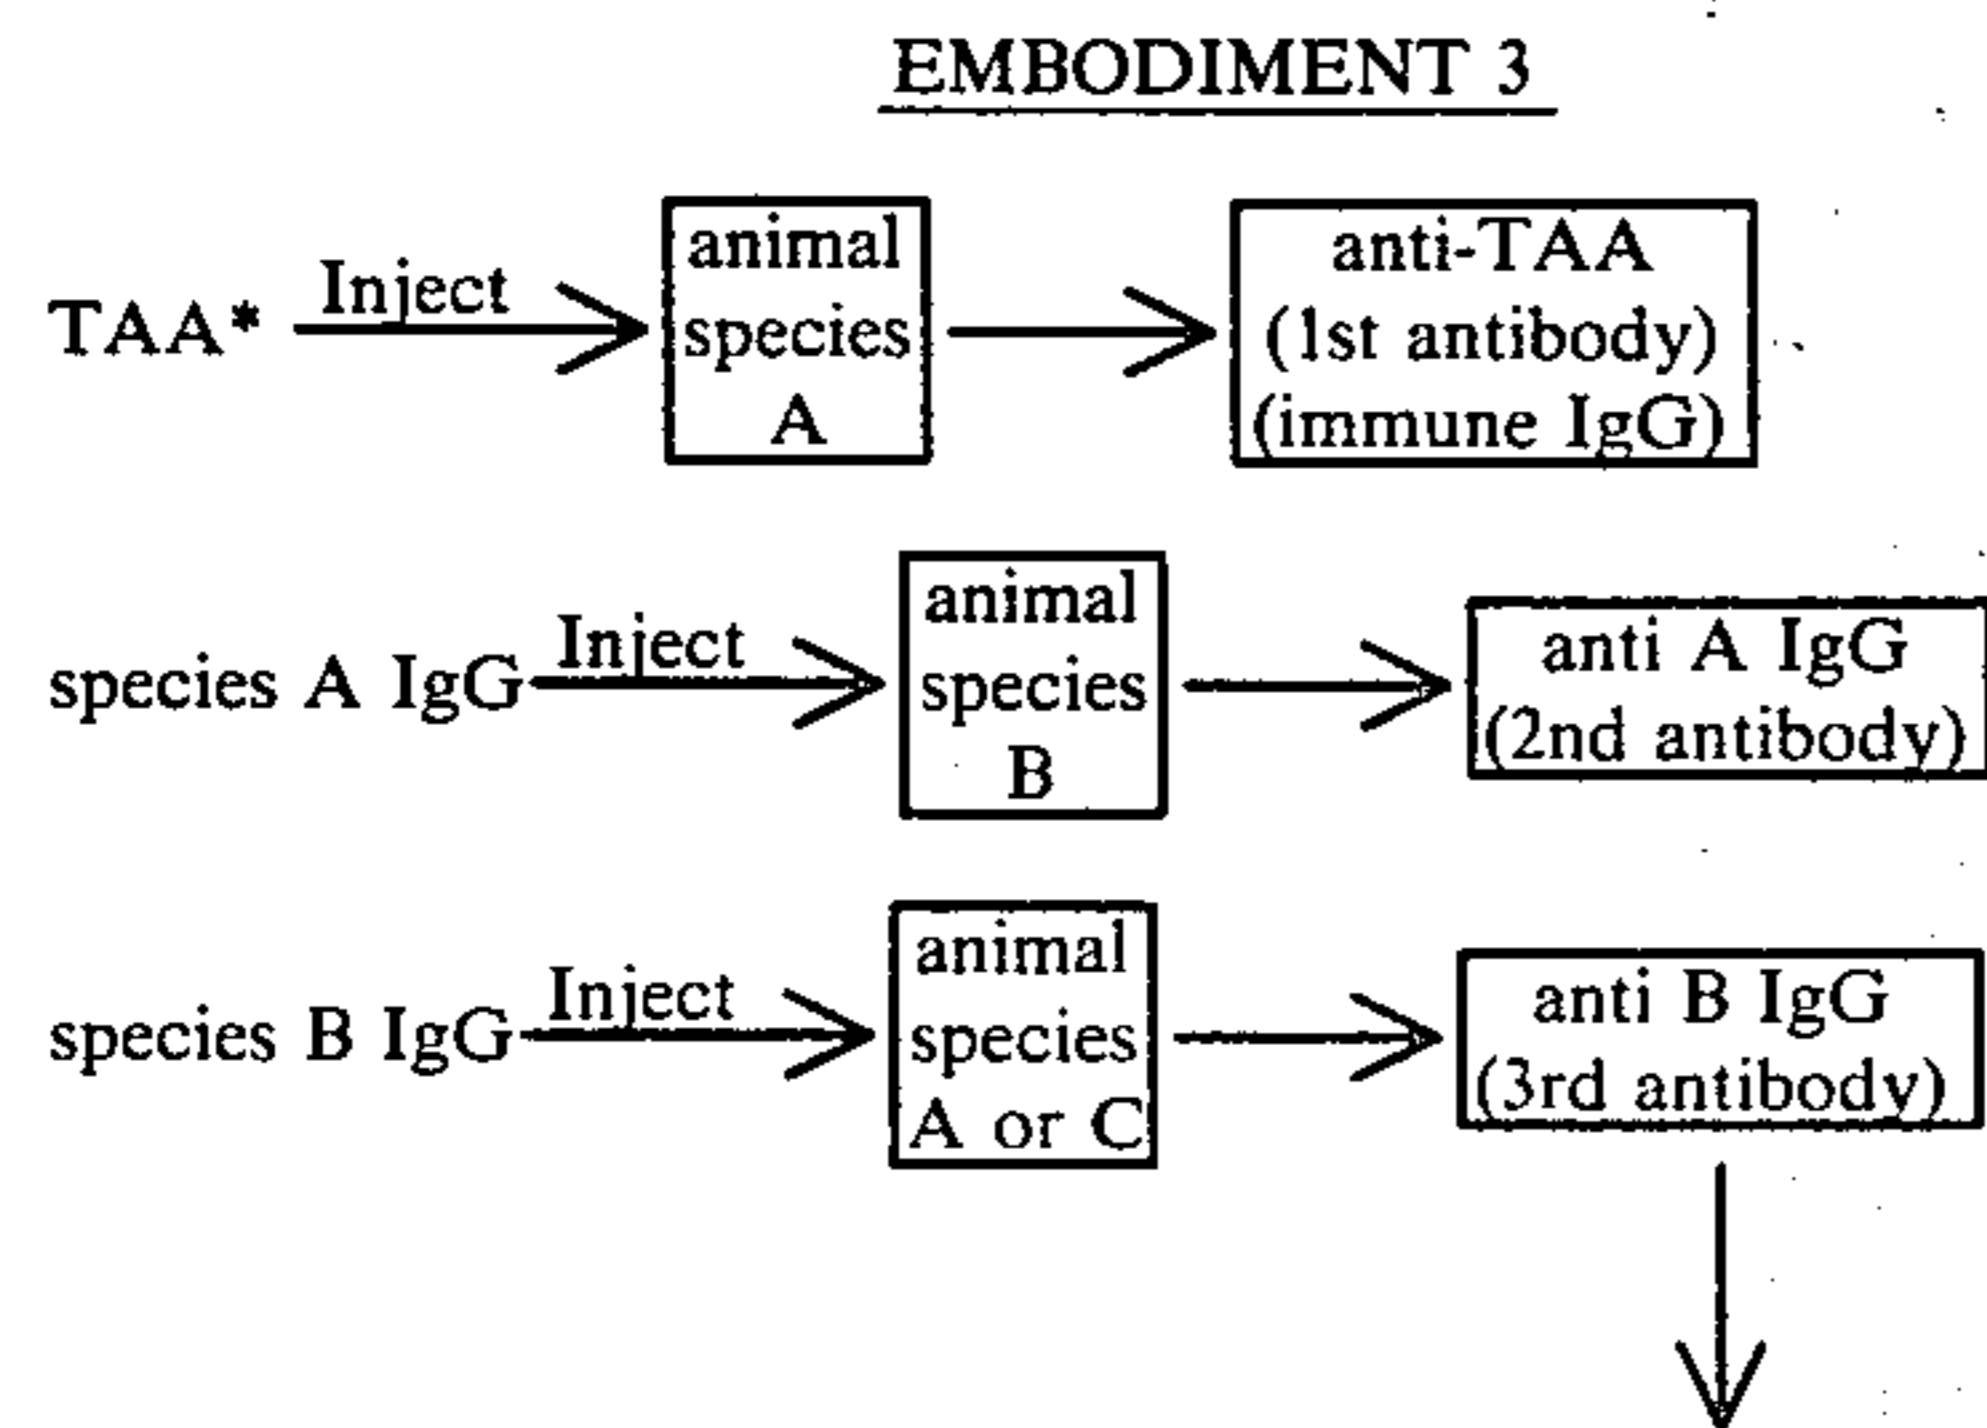 EMBODIMENT 3
TAA* Inject animal species A anti-TAA (1st antibody) (immune IgG)
species A IgG Inject animal species B anti A IgG (2nd antibody)
species B IgG Inject animal species A or C anti B IgG (3rd antibody)